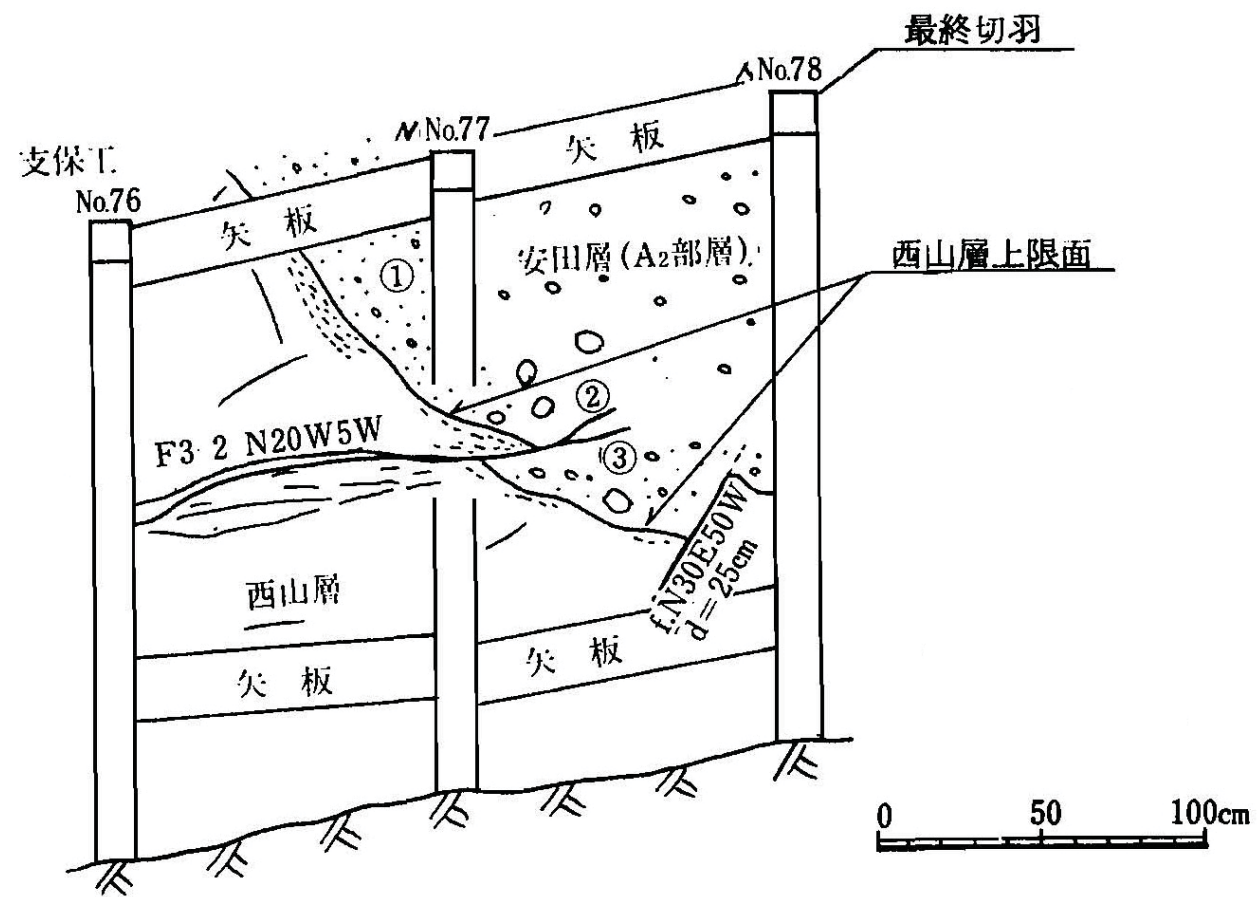 最終切羽
No.78
No.77
矢板
支保工
No.76
矢板
安田層(A2部層)
西山層上限面
①
②
F3 2 N20W5W
③
f.N30E50W
d=25cm
西山層
矢板
矢板
0 50 100cm